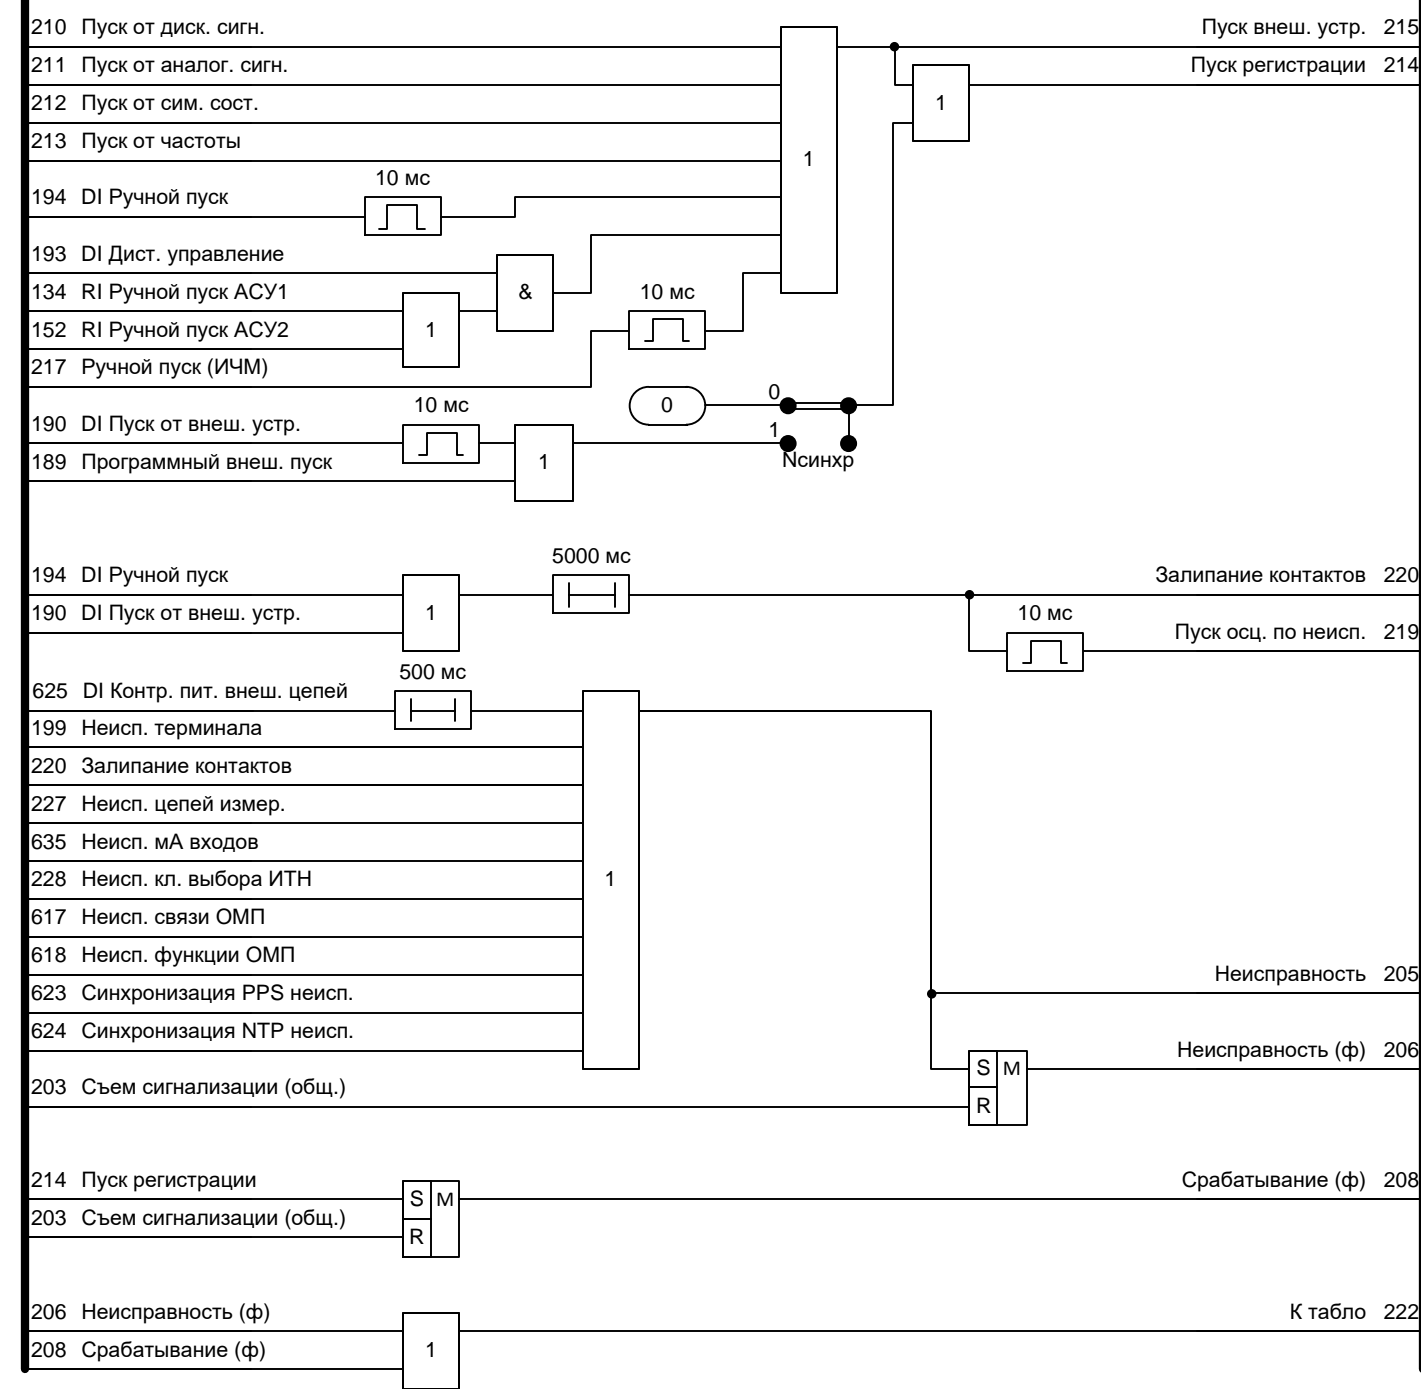 210 Пуск от диск. сигн.
Пуск внеш. устр. 215
211 Пуск от аналог. сигн.
Пуск регистрации 214
212 Пуск от сим. сост.
1
213 Пуск от частоты
1
10 мс
194 DI Ручной пуск
193 DI Дист. управление
134 RI Ручной пуск АСУ1
&
10 мс
152 RI Ручной пуск АСУ2
1
217 Ручной пуск (ИЧМ)
0
10 мс
0
190 DI Пуск от внеш. устр.
1
189 Программный внеш. пуск
1
Nсинхр
5000 мс
194 DI Ручной пуск
Залипание контактов 220
190 DI Пуск от внеш. устр.
1
10 мс
Пуск осц. по неисп. 219
500 мс
625 DI Контр. пит. внеш. цепей
199 Неисп. терминала
220 Залипание контактов
227 Неисп. цепей измер.
635 Неисп. мА входов
228 Неисп. кл. выбора ИТН
1
617 Неисп. связи ОМП
618 Неисп. функции ОМП
Неисправность 205
623 Синхронизация PPS неисп.
624 Синхронизация NTP неисп.
Неисправность (ф) 206
S M
203 Съем сигнализации (общ.)
R
214 Пуск регистрации
Срабатывание (ф) 208
S M
203 Съем сигнализации (общ.)
R
206 Неисправность (ф)
К табло 222
208 Срабатывание (ф)
1